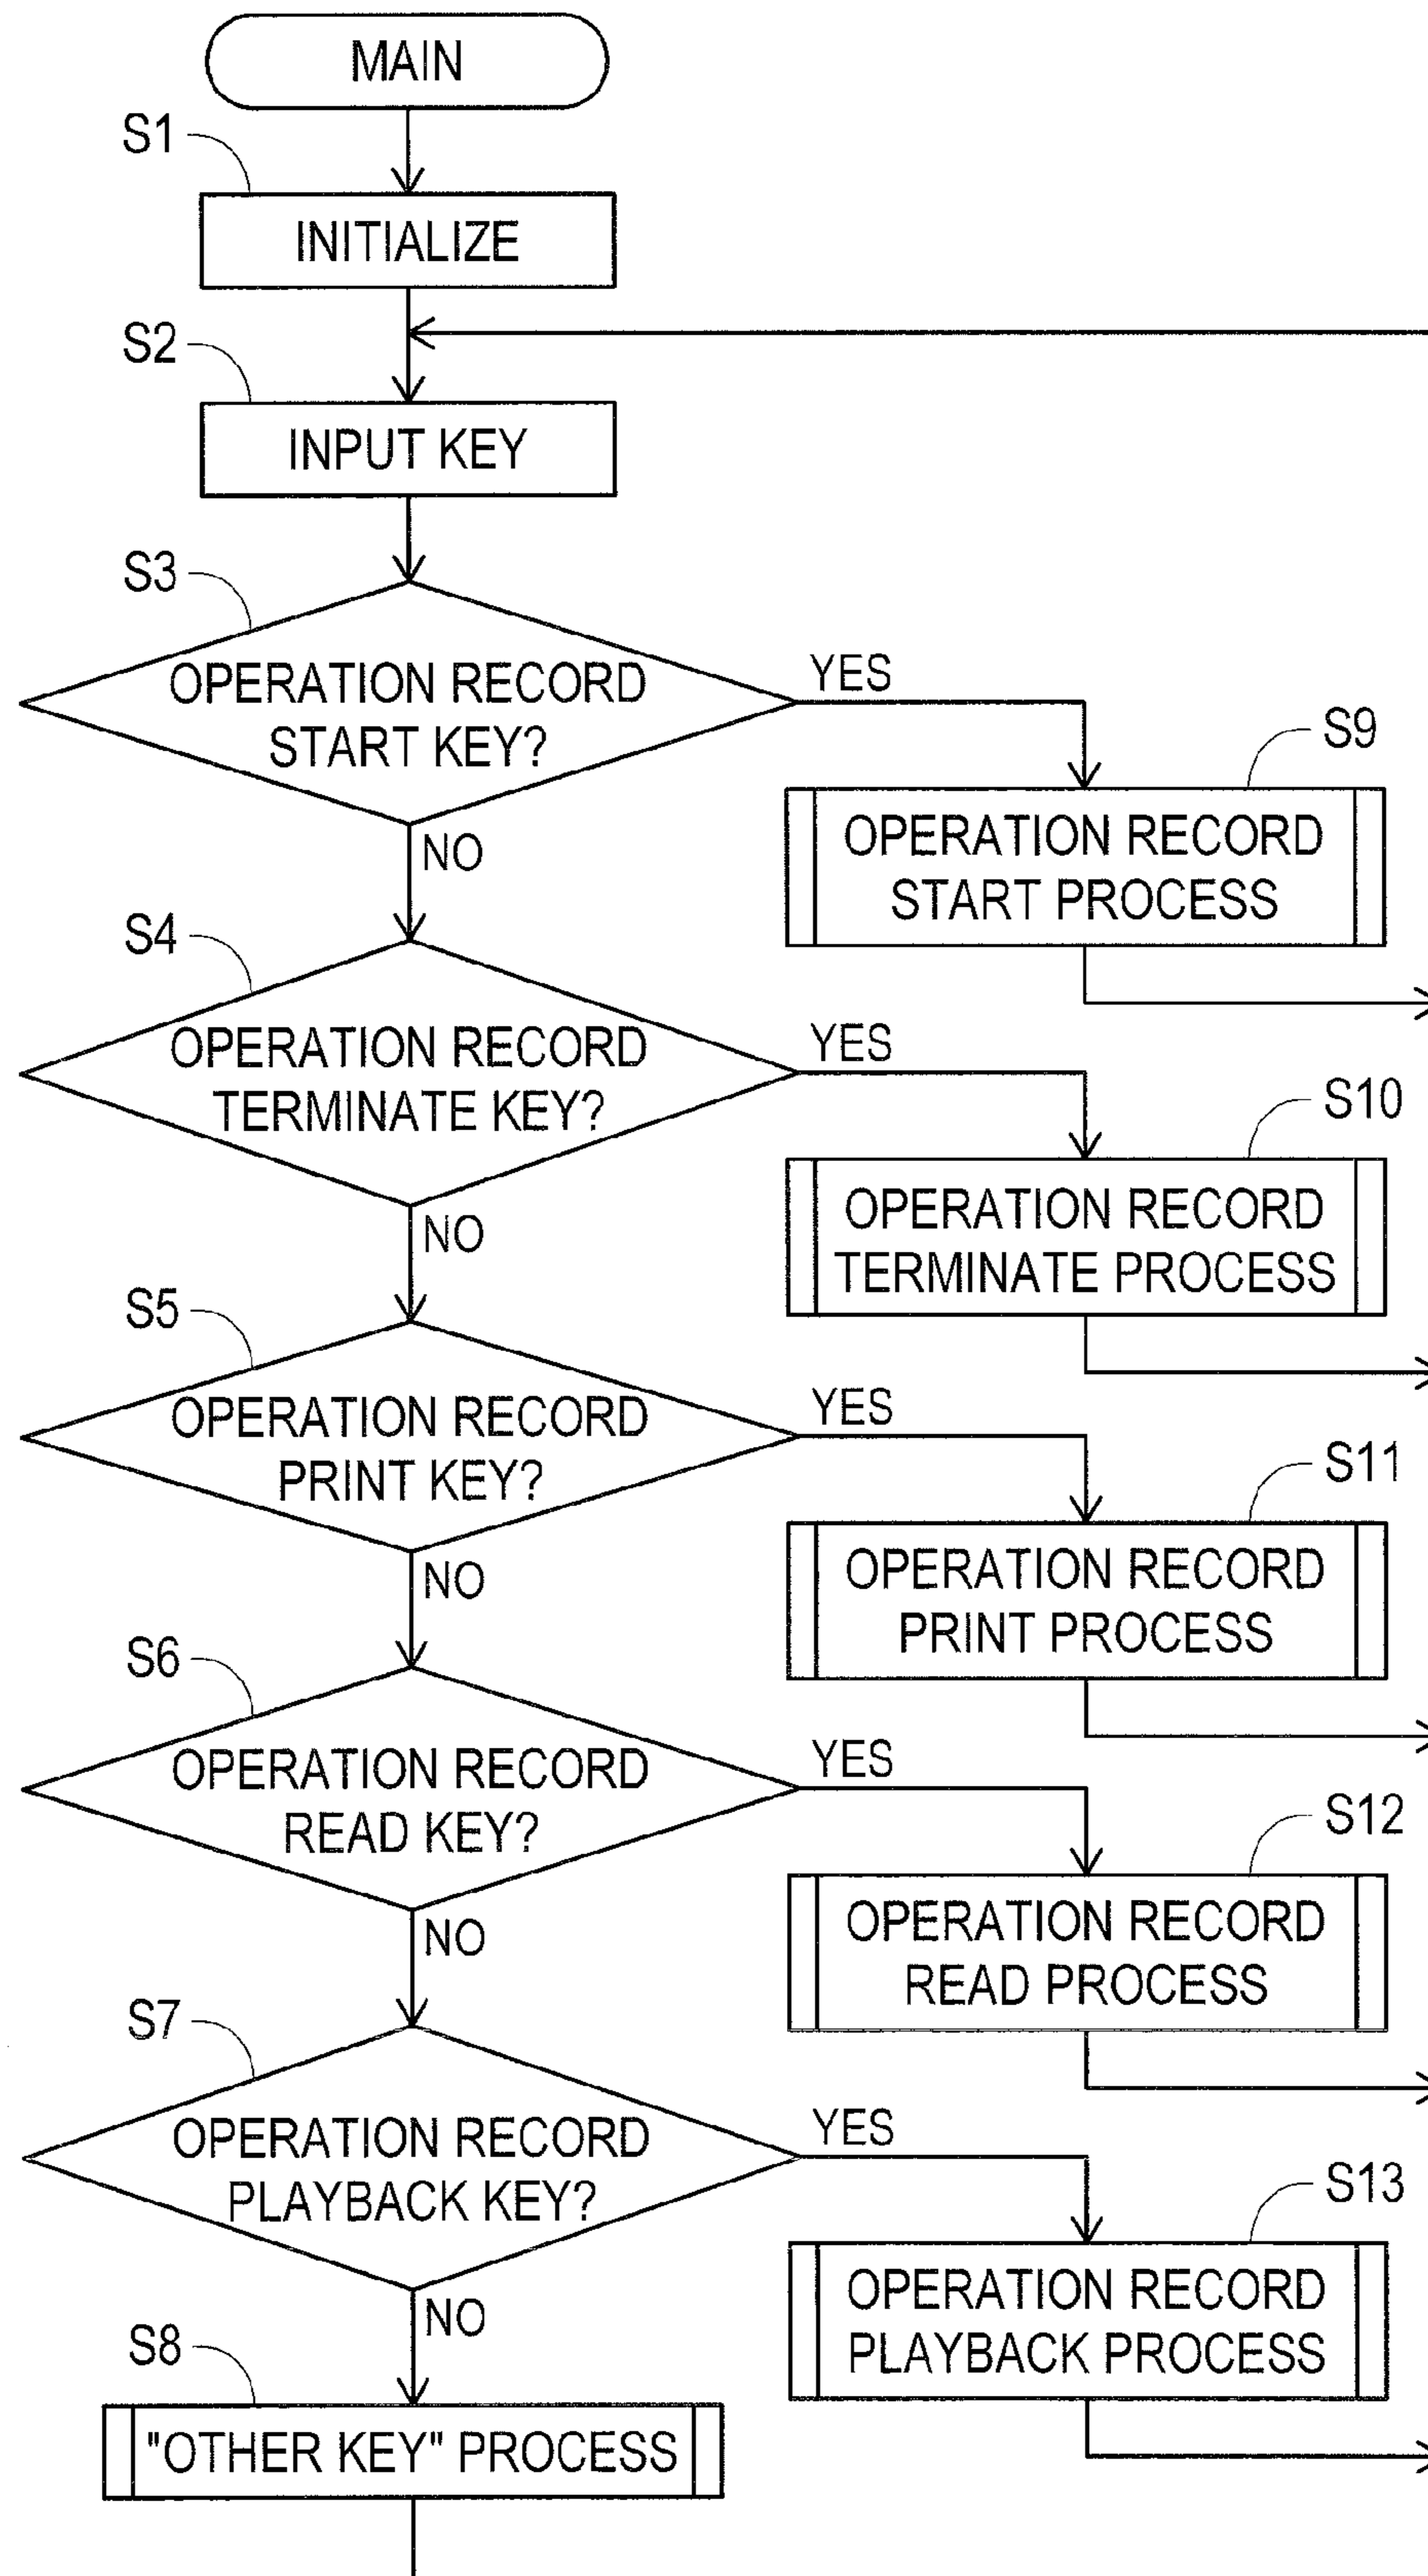 MAIN
S1
INITIALIZE
S2
INPUT KEY
S3
OPERATION RECORD
START KEY?
YES
NO
S9
OPERATION RECORD
START PROCESS
S4
OPERATION RECORD
TERMINATE KEY?
YES
NO
S10
OPERATION RECORD
TERMINATE PROCESS
S5
OPERATION RECORD
PRINT KEY?
YES
NO
S11
OPERATION RECORD
PRINT PROCESS
S6
OPERATION RECORD
READ KEY?
YES
NO
S12
OPERATION RECORD
READ PROCESS
S7
OPERATION RECORD
PLAYBACK KEY?
YES
NO
S13
OPERATION RECORD
PLAYBACK PROCESS
S8
"OTHER KEY" PROCESS